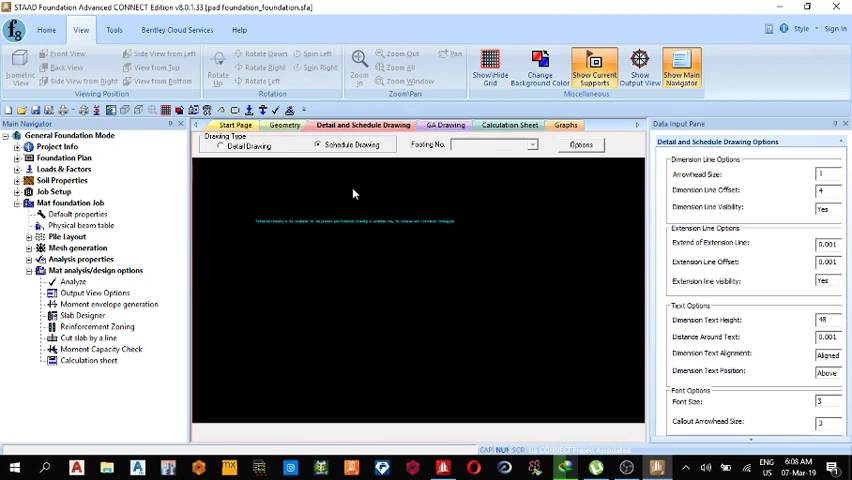 STAAD Foundation Advanced CONNECT Edition v8.0.1.33 [pad foundation_foundation.sfa]
Home View Tools Bentley Cloud Services Help Style Sign In
Isometric View
Front View
Back View
Side View from Right
Side View from Left
View from Top
Side View from Bottom
Viewing Position
Rotate Up
Rotate Down
Rotate Left
Rotate Right
Spin Left
Spin Right
Rotation
Zoom In
Zoom Out
Zoom All
Zoom Window
Pan
Zoom\Pan
Show\Hide Grid
Change Background Color
Show Current Supports
Show Output View
Show Main Navigator
Miscellaneous
Main Navigator
General Foundation Mode
Project Info
Foundation Plan
Loads & Factors
Soil Properties
Job Setup
Mat foundation Job
Default properties
Physical beam table
Pile Layout
Mesh generation
Analysis properties
Mat analysis/design options
Analyze
Output View Options
Moment envelope generation
Slab Designer
Reinforcement Zoning
Cut slab by a line
Moment Capacity Check
Calculation sheet
Start Page Geometry Detail and Schedule Drawing GA Drawing Calculation Sheet Graphs
Drawing Type
Detail Drawing Schedule Drawing Footing No. Options
Data Input Pane
Detail and Schedule Drawing Options
Dimension Line Options
Arrowhead Size: 1
Dimension Line Offset: 4
Dimension Line Visibility: Yes
Extension Line Options
Extend of Extension Line: 0.001
Extension Line Offset: 0.001
Extension line visibility: Yes
Text Options
Dimension Text Height: 48
Distance Around Text: 0.001
Dimension Text Alignment: Aligned
Dimension Text Position: Above
Font Options
Font Size: 3
Callout Arrowhead Size: 3
CAP NUM SCR No CONNECT Project Associated
ENG US
6:08 AM
07-Mar-19